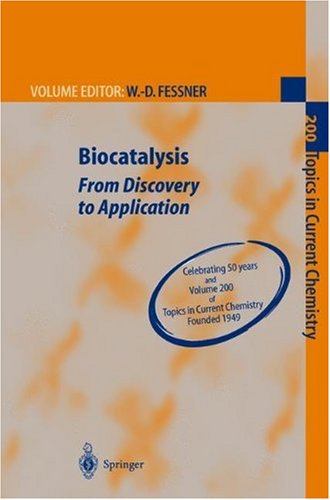 VOLUME EDITOR: W.-D. FESSNER
200 Topics in Current Chemistry
Biocatalysis
From Discovery
to Application
Celebrating 50 years
and
Volume 200
of
Topics in Current Chemistry
Founded 1949
Springer